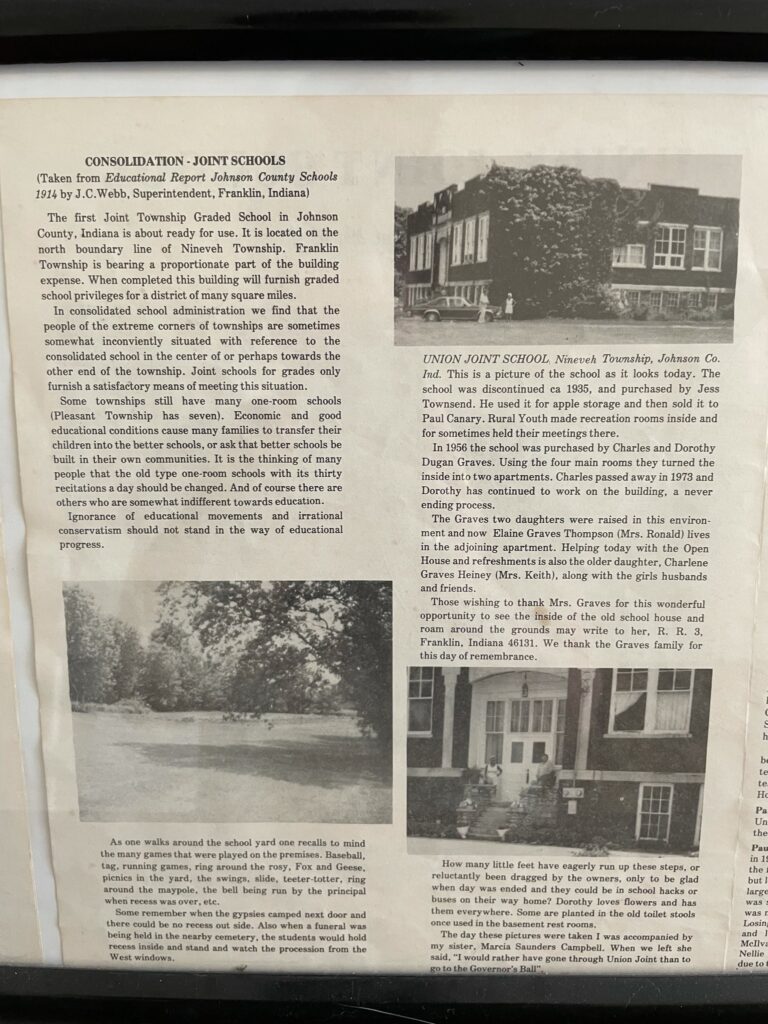 CONSOLIDATION - JOINT SCHOOLS
(Taken from Educational Report Johnson County Schools
1914 by J.C.Webb, Superintendent, Franklin, Indiana)
The first Joint Township Graded School in Johnson
County, Indiana is about ready for use. It is located on the
north boundary line of Nineveh Township. Franklin
Township is bearing a proportionate part of the building
expense. When completed this building will furnish graded
school privileges for a district of many square miles.
In consolidated school administration we find that the
people of the extreme corners of townships are sometimes
somewhat inconviently situated with reference to the
consolidated school in the center of or perhaps towards the
other end of the township. Joint schools for grades only
furnish a satisfactory means of meeting this situation.
Some townships still have many one-room schools
(Pleasant Township has seven). Economic and good
educational conditions cause many families to transfer their
children into the better schools, or ask that better schools be
built in their own communities. It is the thinking of many
people that the old type one-room schools with its thirty
recitations a day should be changed. And of course there are
others who are somewhat indifferent towards education.
Ignorance of educational movements and irrational
conservatism should not stand in the way of educational
progress.
As one walks around the school yard one recalls to mind
the many games that were played on the premises. Baseball,
tag, running games, ring around the rosy, Fox and Geese,
picnics in the yard, the swings, slide, teeter-totter, ring
around the maypole, the bell being run by the principal
when recess was over, etc.
Some remember when the gypsies camped next door and
there could be no recess out side. Also when a funeral was
being held in the nearby cemetery, the students would hold
recess inside and stand and watch the procession from the
West windows.
UNION JOINT SCHOOL, Nineveh Township, Johnson Co.
Ind. This is a picture of the school as it looks today. The
school was discontinued ca 1935, and purchased by Jess
Townsend. He used it for apple storage and then sold it to
Paul Canary. Rural Youth made recreation rooms inside and
for sometimes held their meetings there.
In 1956 the school was purchased by Charles and Dorothy
Dugan Graves. Using the four main rooms they turned the
inside into two apartments. Charles passed away in 1973 and
Dorothy has continued to work on the building, a never
ending process.
The Graves two daughters were raised in this environ-
ment and now Elaine Graves Thompson (Mrs. Ronald) lives
in the adjoining apartment. Helping today with the Open
House and refreshments is also the older daughter, Charlene
Graves Heiney (Mrs. Keith), along with the girls husbands
and friends.
Those wishing to thank Mrs. Graves for this wonderful
opportunity to see the inside of the old school house and
roam around the grounds may write to her, R. R. 3,
Franklin, Indiana 46131. We thank the Graves family for
this day of remembrance.
How many little feet have eagerly run up these steps, or
reluctantly been dragged by the owners, only to be glad
when day was ended and they could be in school hacks or
buses on their way home? Dorothy loves flowers and has
them everywhere. Some are planted in the old toilet stools
once used in the basement rest rooms.
The day these pictures were taken I was accompanied by
my sister, Marcia Saunders Campbell. When we left she
said, "I would rather have gone through Union Joint than to
go to the Governor's Ball".
in 19
the f
but l
large
was s
was n
Losin
and l
McIlva
Nellie
due to t